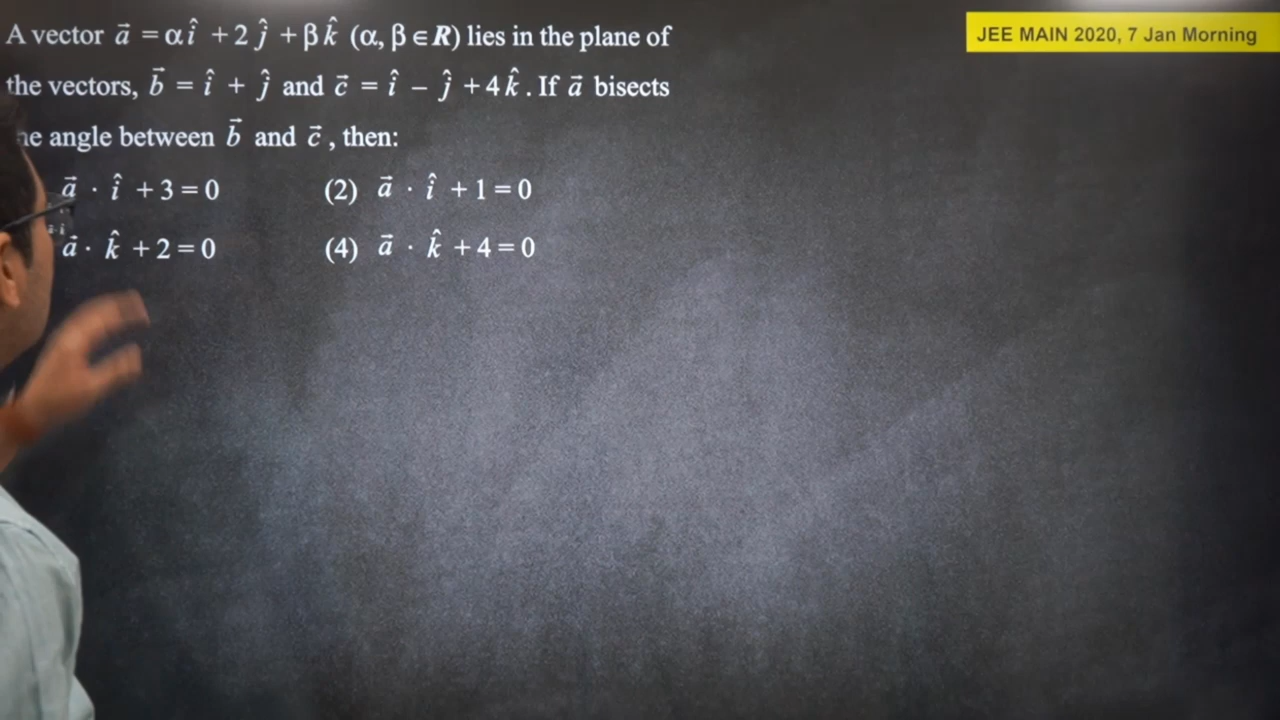 A vector a⃗ = αî + 2ĵ + βk̂ (α, β ∈ R) lies in the plane of
JEE MAIN 2020, 7 Jan Morning
the vectors, b⃗ = î + ĵ and c⃗ = î − ĵ + 4k̂. If a⃗ bisects
angle between b⃗ and c⃗, then:
a⃗ · î + 3 = 0 (2) a⃗ · î + 1 = 0
a⃗ · k̂ + 2 = 0 (4) a⃗ · k̂ + 4 = 0